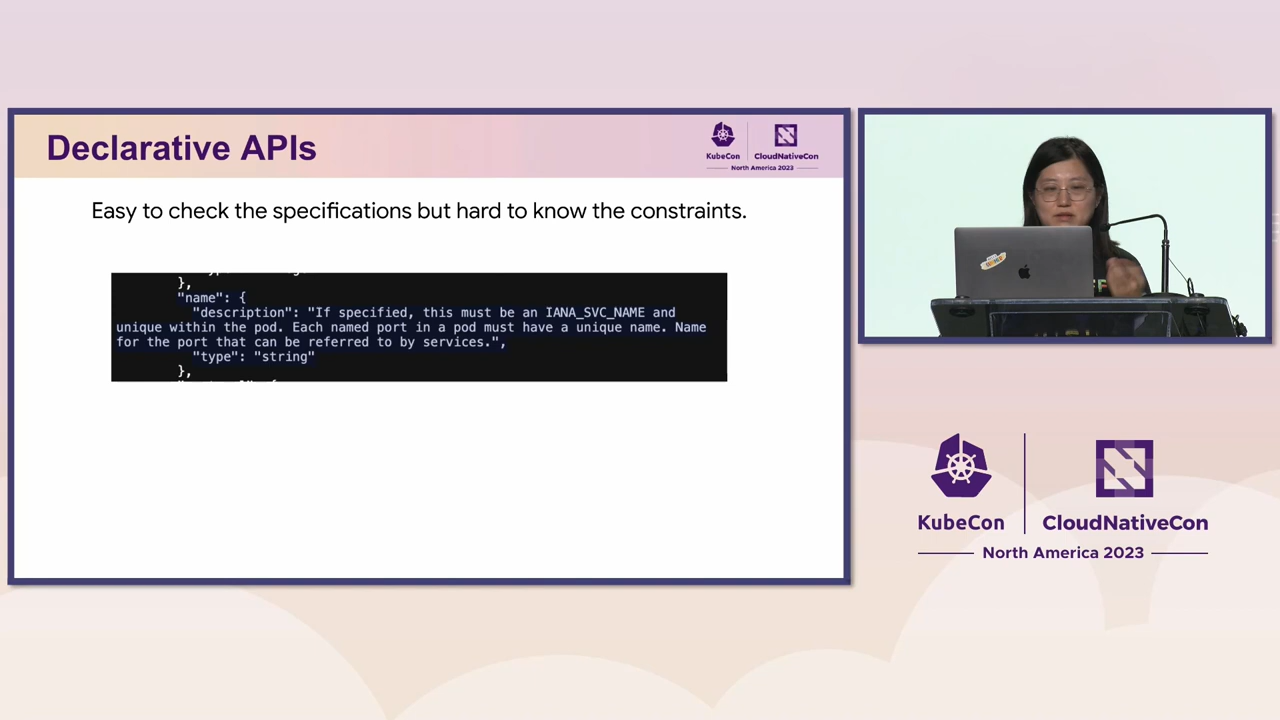 Declarative APIs
KubeCon
CloudNativeCon
North America 2023
Easy to check the specifications but hard to know the constraints.
},
"name": {
"description": "If specified, this must be an IANA_SVC_NAME and
unique within the pod. Each named port in a pod must have a unique name. Name
for the port that can be referred to by services.",
"type": "string"
},
KubeCon
CloudNativeCon
North America 2023